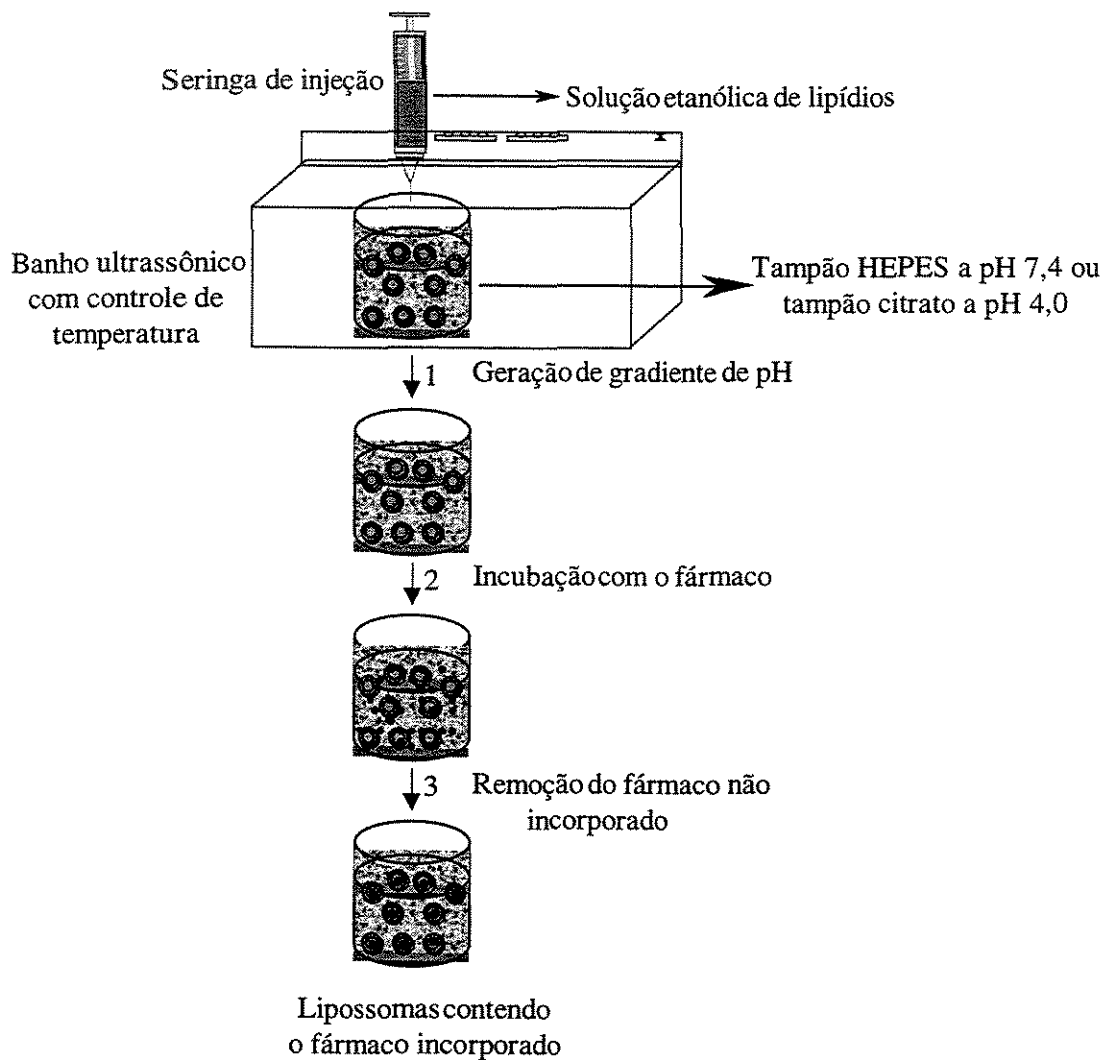 Seringa de injeção
Solução etanólica de lipídios
Banho ultrassônico
com controle de
temperatura
Tampão HEPES a pH 7,4 ou
tampão citrato a pH 4,0
1 Geração de gradiente de pH
2 Incubação com o fármaco
3 Remoção do fármaco não
incorporado
Lipossomas contendo
o fármaco incorporado